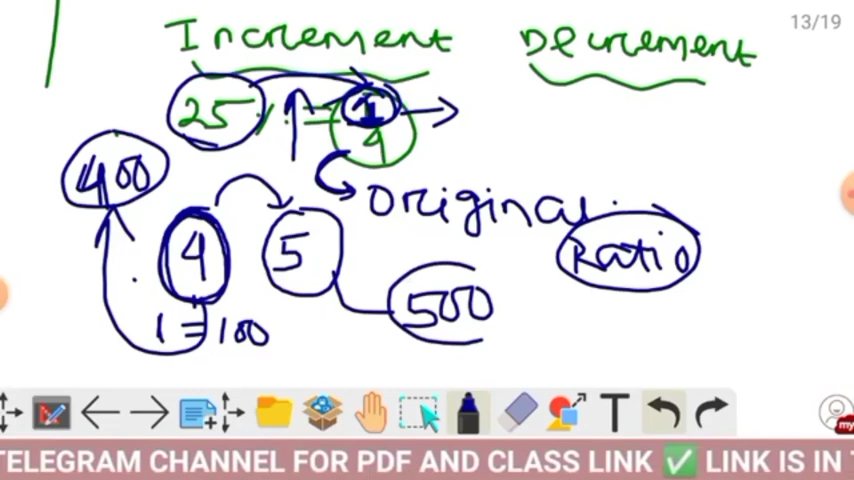 13/19
Increment Decrement
25 % = 1/4
400
Original
4 5 Ratio
500
1 = 100
T
my
TELEGRAM CHANNEL FOR PDF AND CLASS LINK ✅ LINK IS IN